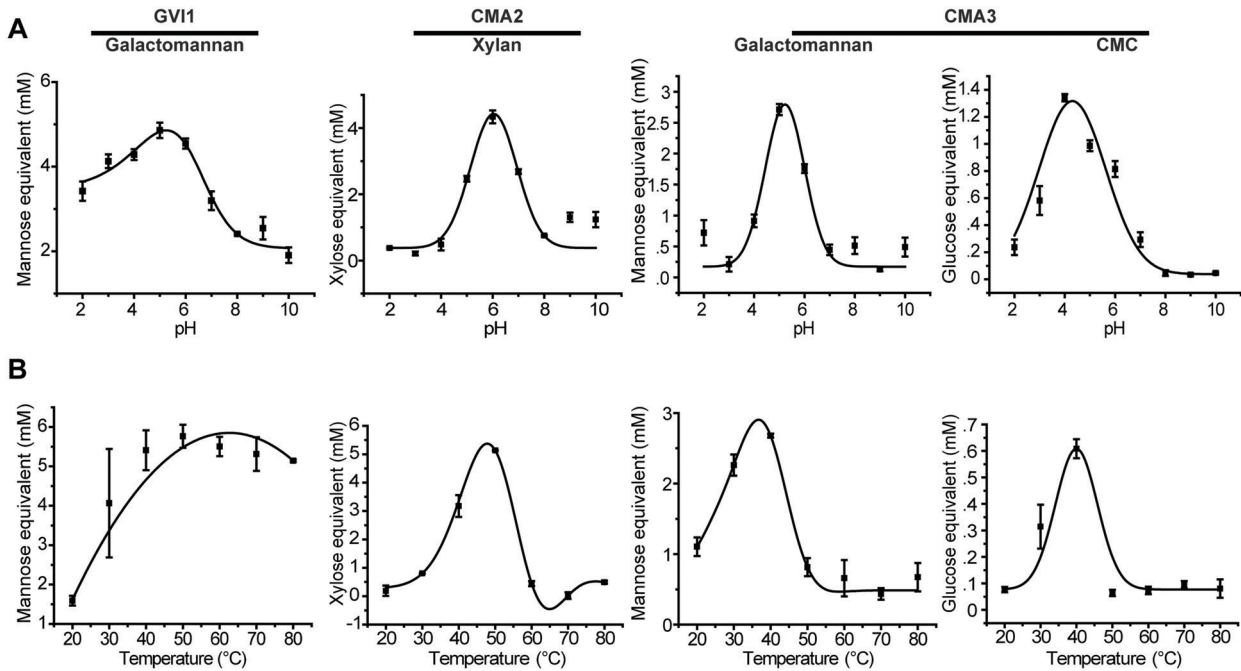 A
GVI1
CMA2
CMA3
Galactomannan
Xylan
Galactomannan
CMC
Mannose equivalent (mM)
6
4
2
2 4 6 8 10
pH
Xylose equivalent (mM)
4
2
0
2 4 6 8 10
pH
Mannose equivalent (mM)
3
2.5
2
1.5
1
.5
.0
2 4 6 8 10
pH
Glucose equivalent (mM)
1.4
1.2
1
.8
.6
.4
.2
0
2 4 6 8 10
pH
B
Mannose equivalent (mM)
6
5
4
3
2
1
20 30 40 50 60 70 80
Temperature (°C)
Xylose equivalent (mM)
6
5
4
3
2
1
0
-1
20 30 40 50 60 70 80
Temperature (°C)
Mannose equivalent (mM)
3
2
1
0
20 30 40 50 60 70 80
Temperature (°C)
Glucose equivalent (mM)
.7
.6
.5
.4
.3
.2
.1
0
20 30 40 50 60 70 80
Temperature (°C)